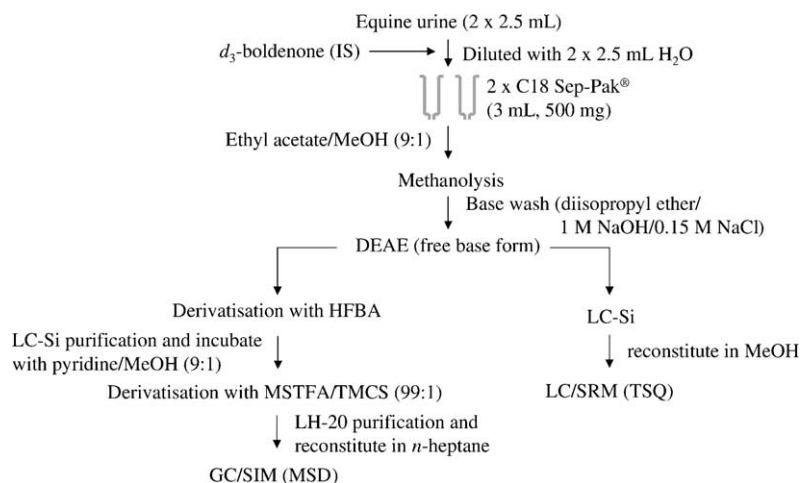 Equine urine (2 x 2.5 mL)
d₃-boldenone (IS)
Diluted with 2 x 2.5 mL H₂O
2 x C18 Sep-Pak®
(3 mL, 500 mg)
Ethyl acetate/MeOH (9:1)
Methanolysis
Base wash (diisopropyl ether/
1 M NaOH/0.15 M NaCl)
DEAE (free base form)
Derivatisation with HFBA
LC-Si
LC-Si purification and incubate
with pyridine/MeOH (9:1)
reconstitute in MeOH
Derivatisation with MSTFA/TMCS (99:1)
LC/SRM (TSQ)
LH-20 purification and
reconstitute in n-heptane
GC/SIM (MSD)